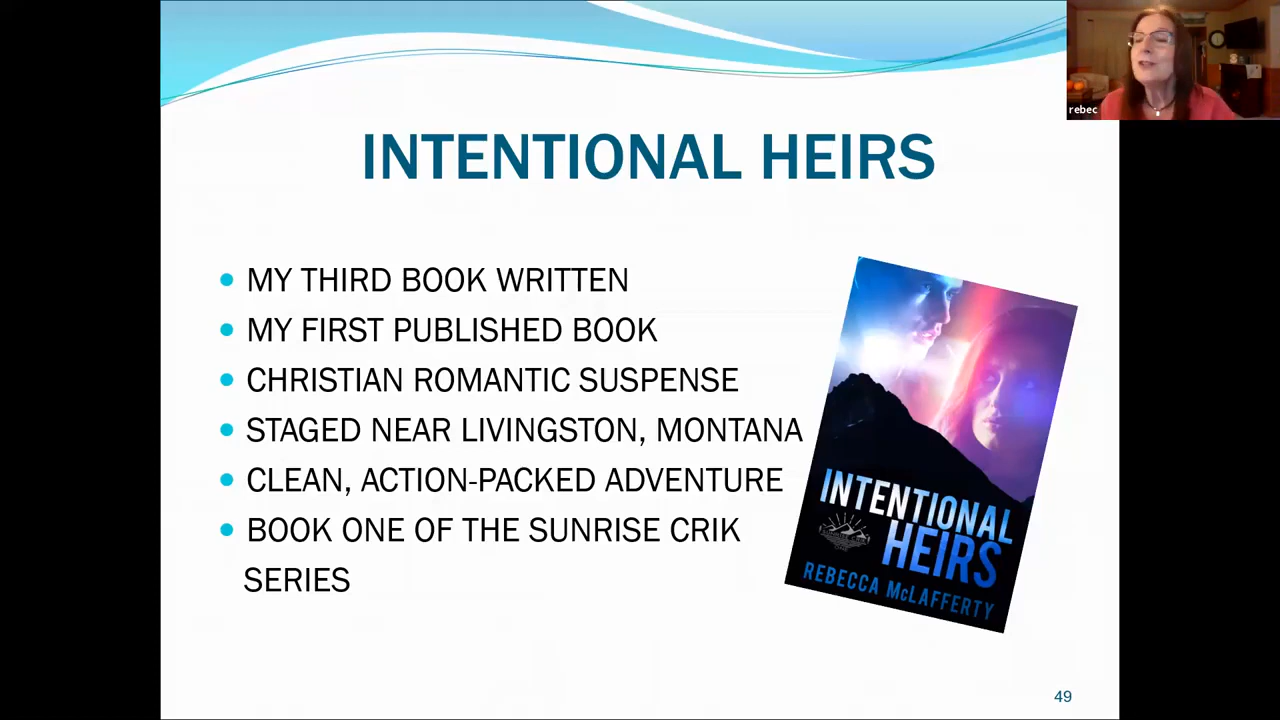 rebec
INTENTIONAL HEIRS
MY THIRD BOOK WRITTEN
MY FIRST PUBLISHED BOOK
CHRISTIAN ROMANTIC SUSPENSE
STAGED NEAR LIVINGSTON, MONTANA
CLEAN, ACTION-PACKED ADVENTURE
BOOK ONE OF THE SUNRISE CRIK
SERIES
INTENTIONAL
HEIRS
REBECCA McLAFFERTY
49